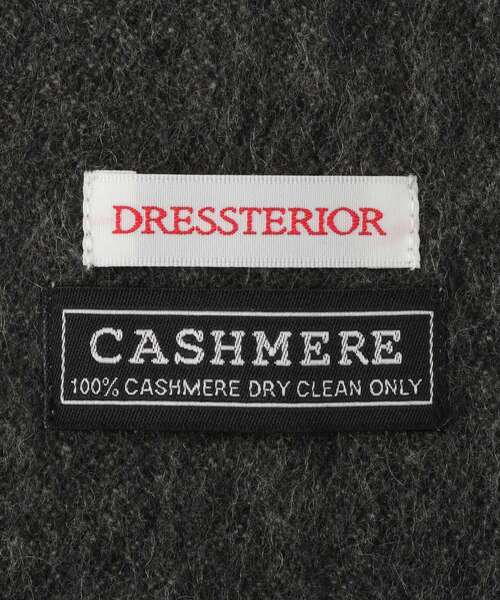 DRESSTERIOR
CASHMERE
100% CASHMERE DRY CLEAN ONLY